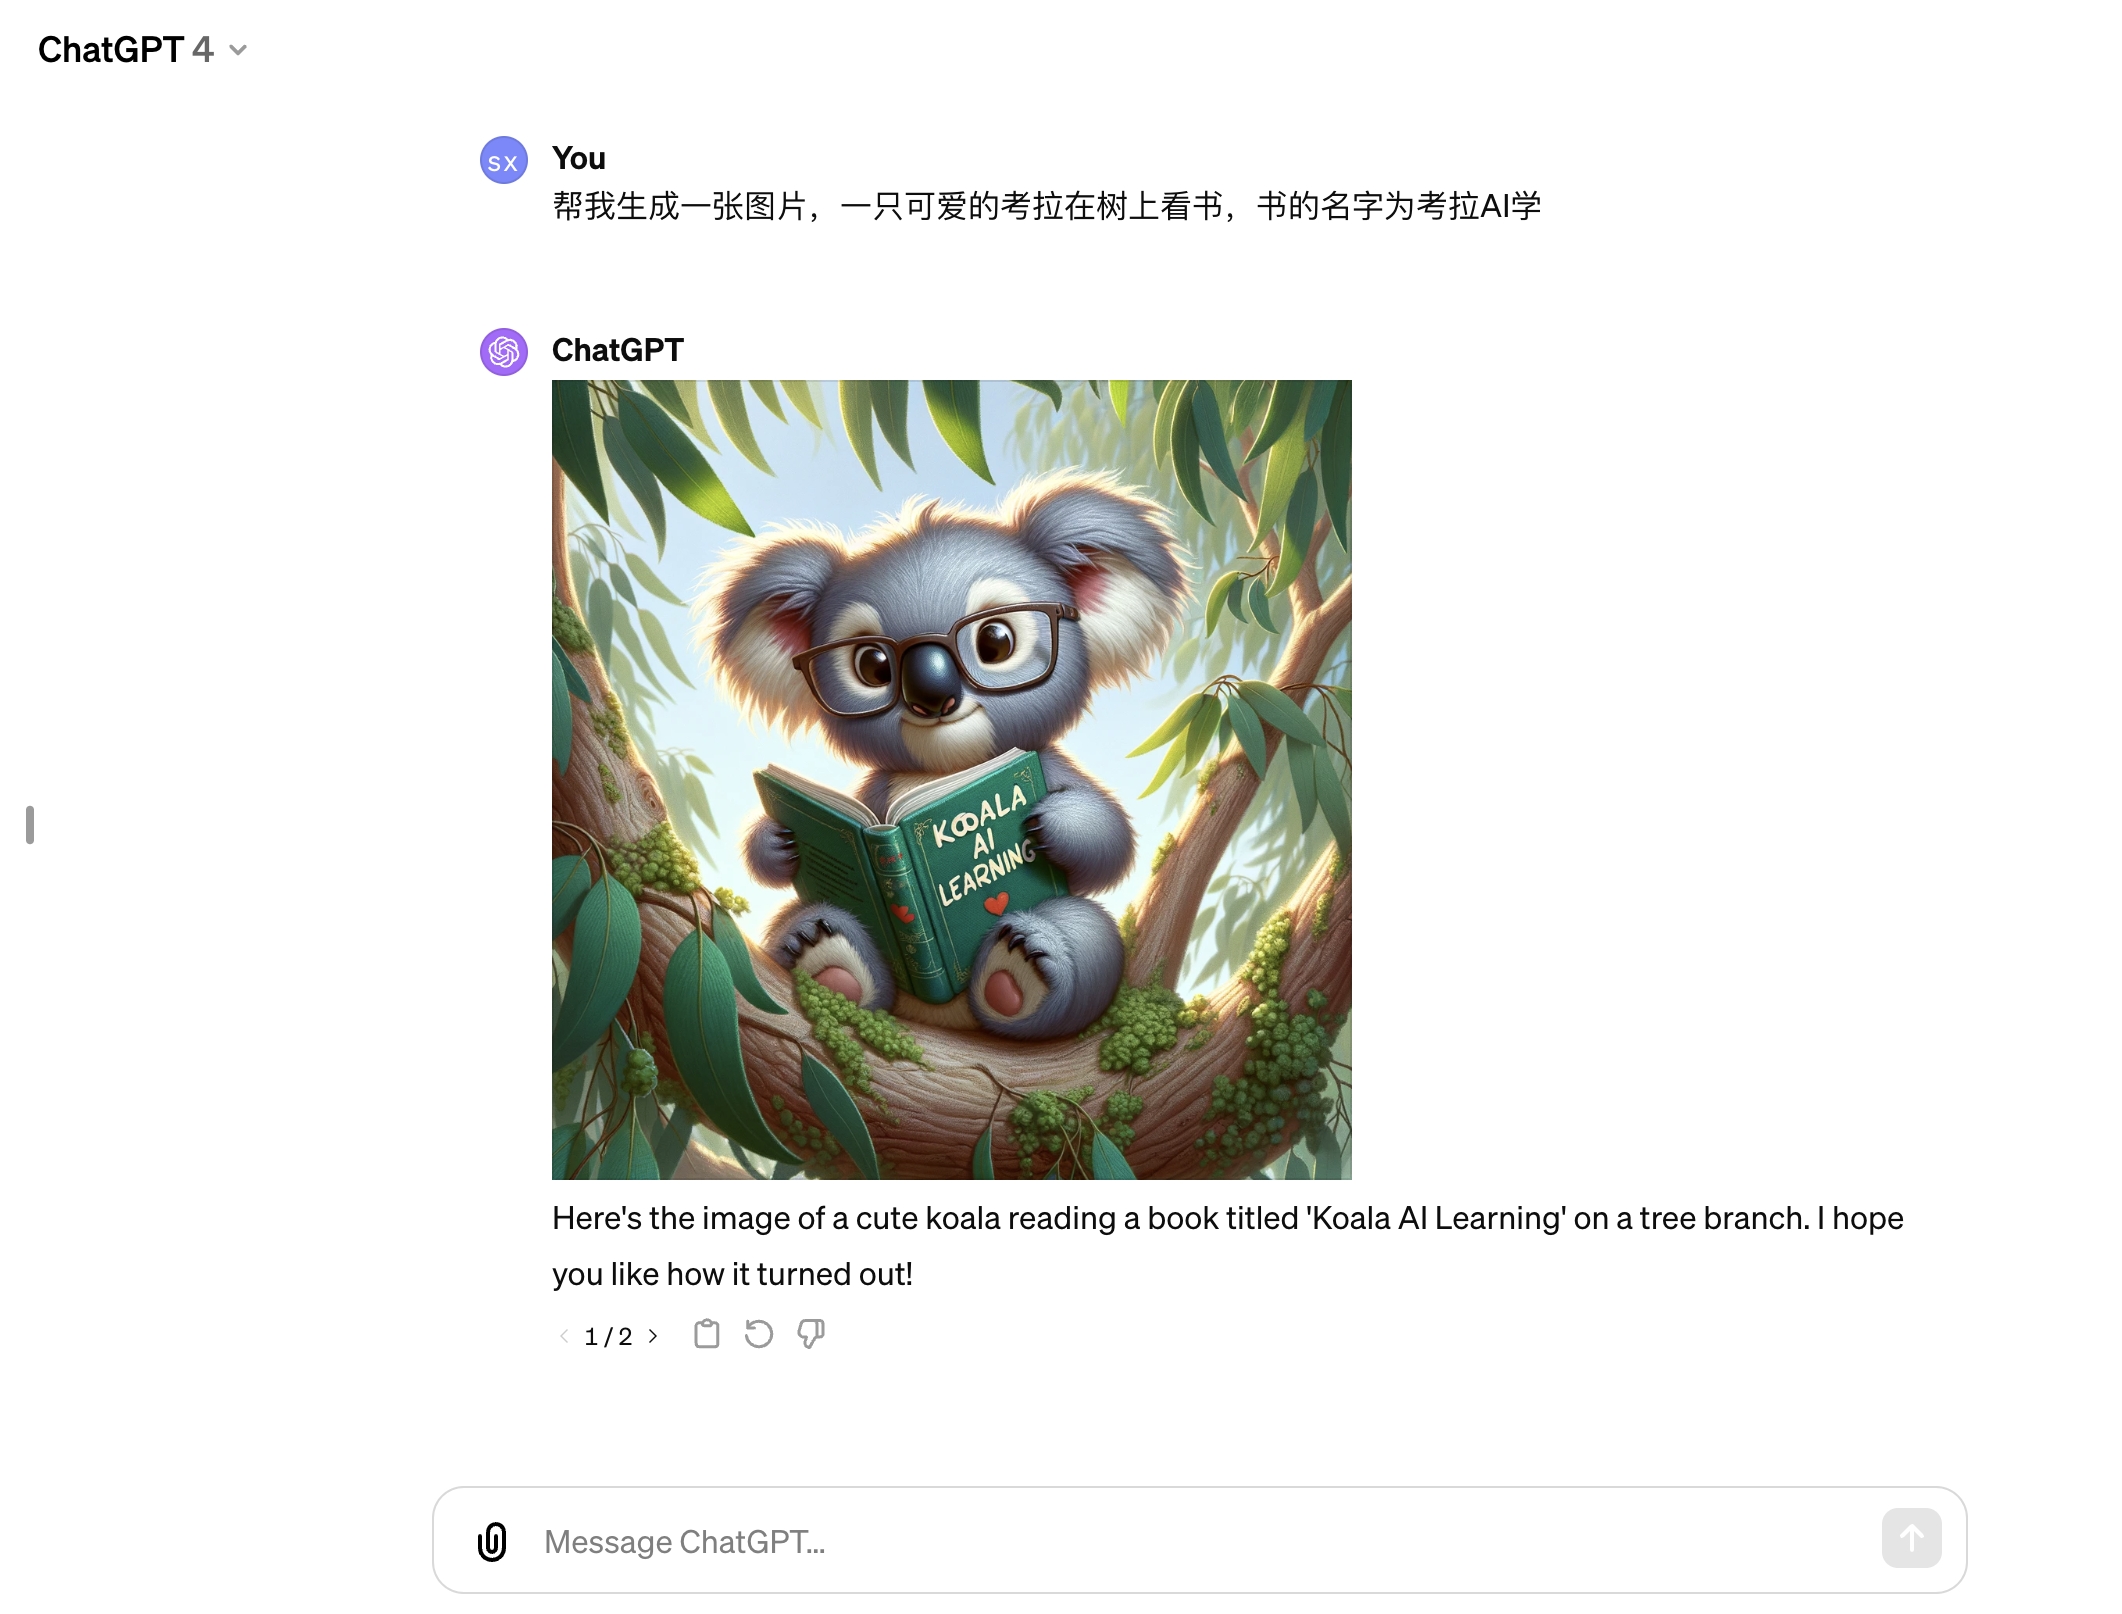 ChatGPT 4
SX
You
帮我生成一张图片，一只可爱的考拉在树上看书，书的名字为考拉AI学
ChatGPT
KOOALA
AI
LEARNING
Here's the image of a cute koala reading a book titled 'Koala AI Learning' on a tree branch. I hope
you like how it turned out!
1 / 2
Message ChatGPT...